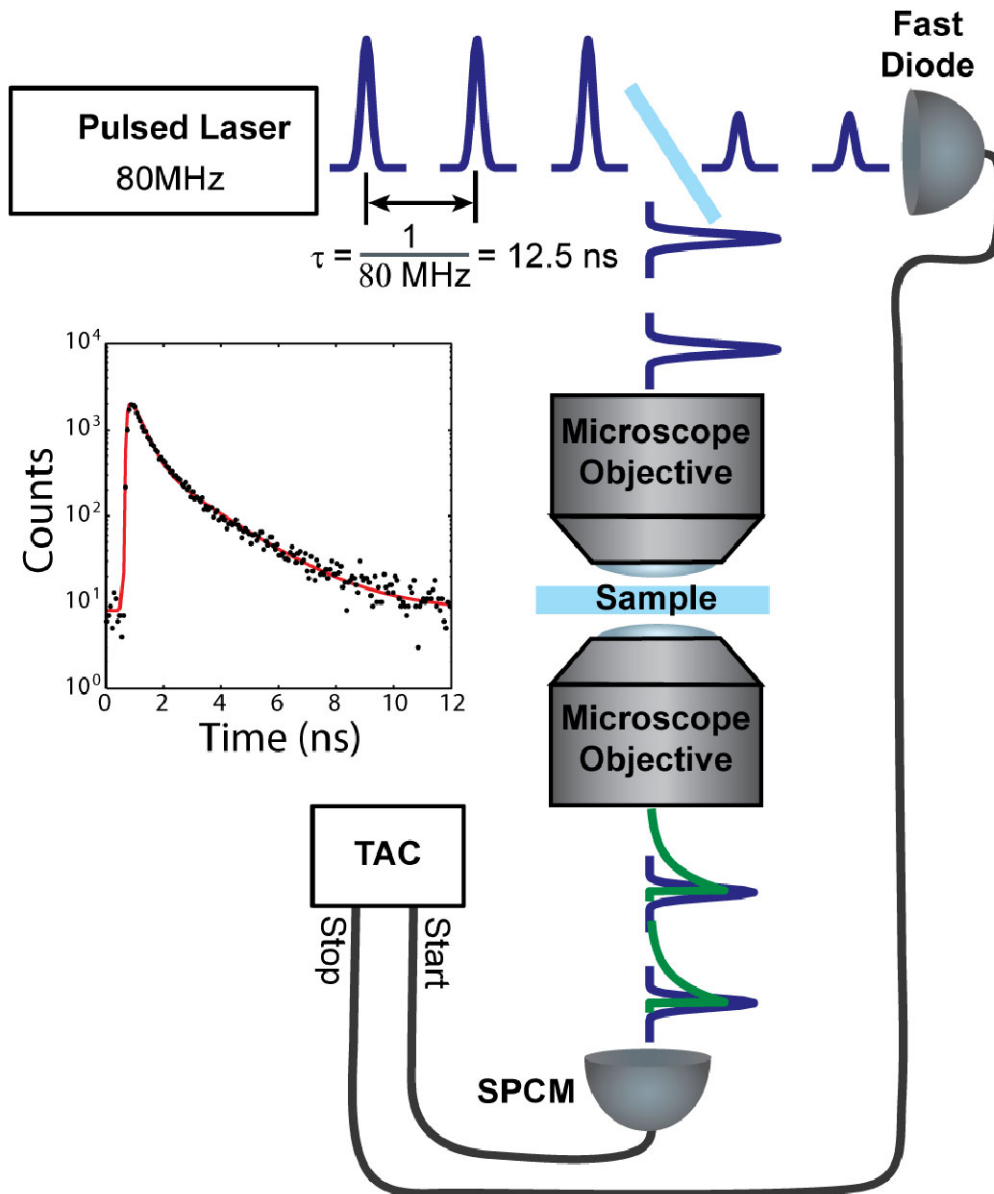 Fast
Diode
Pulsed Laser
80MHz
τ = 1/80 MHz = 12.5 ns
10⁴
10³
10²
10¹
10⁰
Counts
0 2 4 6 8 10 12
Time (ns)
Microscope
Objective
Sample
Microscope
Objective
TAC
Stop
Start
SPCM